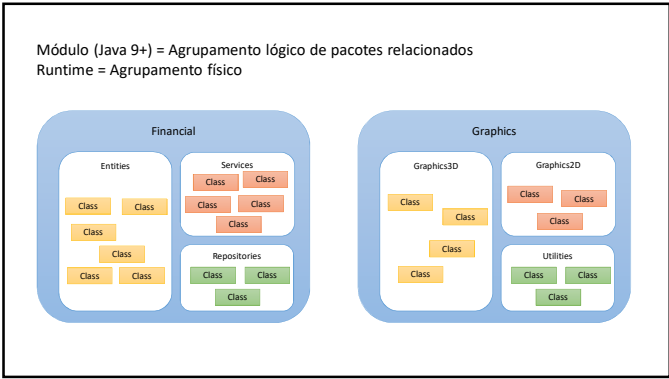 Módulo (Java 9+) = Agrupamento lógico de pacotes relacionados
Runtime = Agrupamento físico
Financial
Entities
Class
Class
Class
Class
Class
Class
Services
Class
Class
Class
Class
Class
Repositories
Class
Class
Class
Graphics
Graphics3D
Class
Class
Class
Class
Graphics2D
Class
Class
Class
Utilities
Class
Class
Class